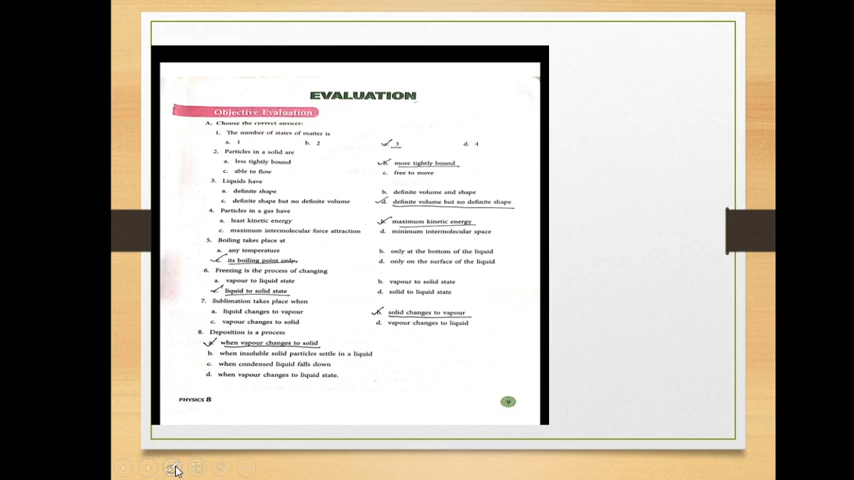 EVALUATION
Objective Evaluation
A. Choose the correct answer:
1. The number of states of matter is
a. 1 b. 2 c. 3 d. 4
2. Particles in a solid are
a. less tightly bound b. more tightly bound
c. able to flow c. free to move
3. Liquids have
a. definite shape b. definite volume and shape
c. definite shape but no definite volume d. definite volume but no definite shape
4. Particles in a gas have
a. least kinetic energy b. maximum kinetic energy
c. maximum intermolecular force attraction d. minimum intermolecular space
5. Boiling takes place at
a. any temperature b. only at the bottom of the liquid
c. its boiling point only. d. only on the surface of the liquid
6. Freezing is the process of changing
a. vapour to liquid state b. vapour to solid state
c. liquid to solid state d. solid to liquid state
7. Sublimation takes place when
a. liquid changes to vapour b. solid changes to vapour
c. vapour changes to solid d. vapour changes to liquid
8. Deposition is a process
a. when vapour changes to solid
b. when insoluble solid particles settle in a liquid
c. when condensed liquid falls down
d. when vapour changes to liquid state.
PHYSICS 8 9